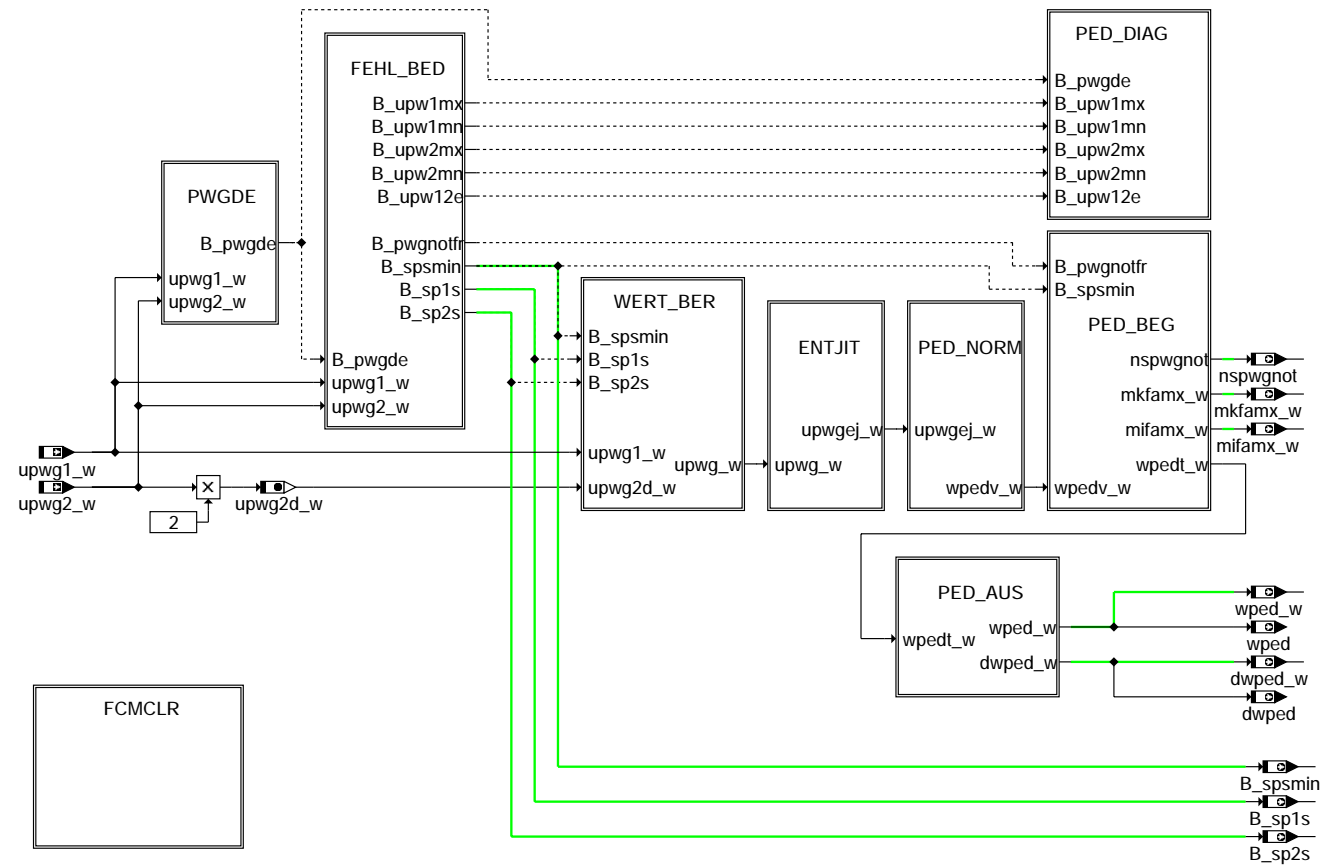 PWGDE
B_pwgde
upwg1_w
upwg2_w
FEHL_BED
B_upw1mx
B_upw1mn
B_upw2mx
B_upw2mn
B_upw12e
B_pwgnotfr
B_spsmin
B_sp1s
B_sp2s
B_pwgde
upwg1_w
upwg2_w
PED_DIAG
B_pwgde
B_upw1mx
B_upw1mn
B_upw2mx
B_upw2mn
B_upw12e
upwg1_w
upwg2_w
2
upwg2d_w
WERT_BER
B_spsmin
B_sp1s
B_sp2s
upwg1_w
upwg_w
upwg2d_w
ENTJIT
upwgej_w
upwg_w
PED_NORM
upwgej_w
wpedv_w
B_pwgnotfr
B_spsmin
PED_BEG
nspwgnot
mkfamx_w
mifamx_w
wpedt_w
wpedv_w
nspwgnot
mkfamx_w
mifamx_w
PED_AUS
wped_w
wpedt_w
dwped_w
wped_w
wped
dwped_w
dwped
FCMCLR
B_spsmin
B_sp1s
B_sp2s